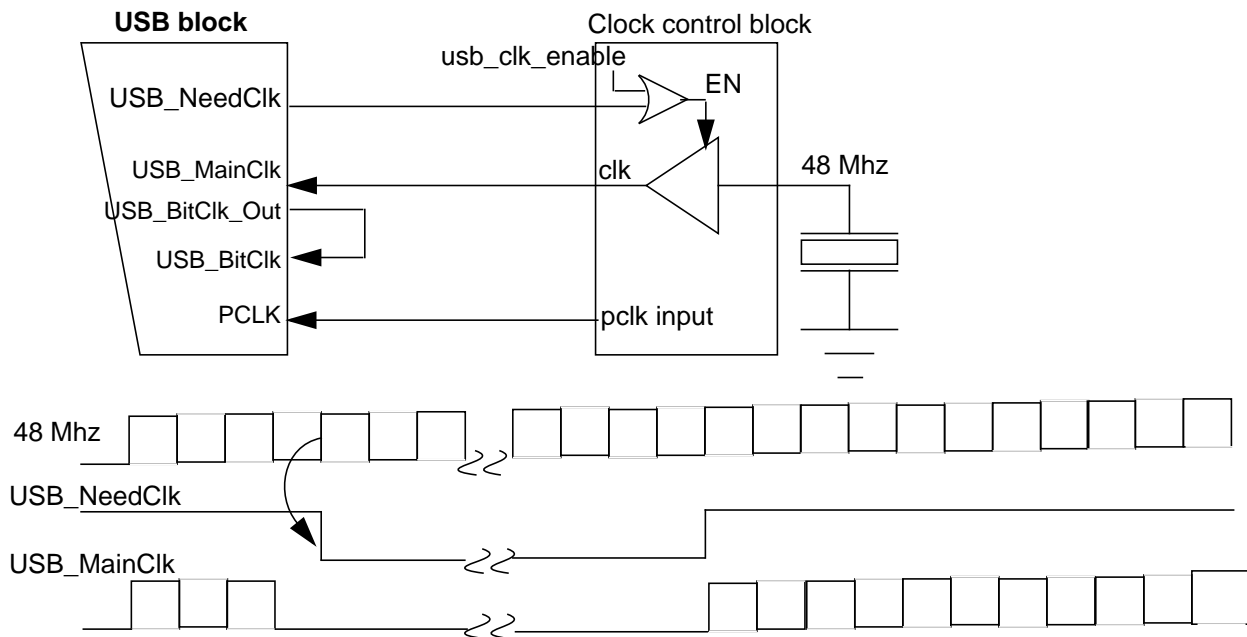 USB block
Clock control block
usb_clk_enable
USB_NeedClk
EN
USB_MainClk
clk
48 Mhz
USB_BitClk_Out
USB_BitClk
PCLK
pclk input
48 Mhz
USB_NeedClk
USB_MainClk